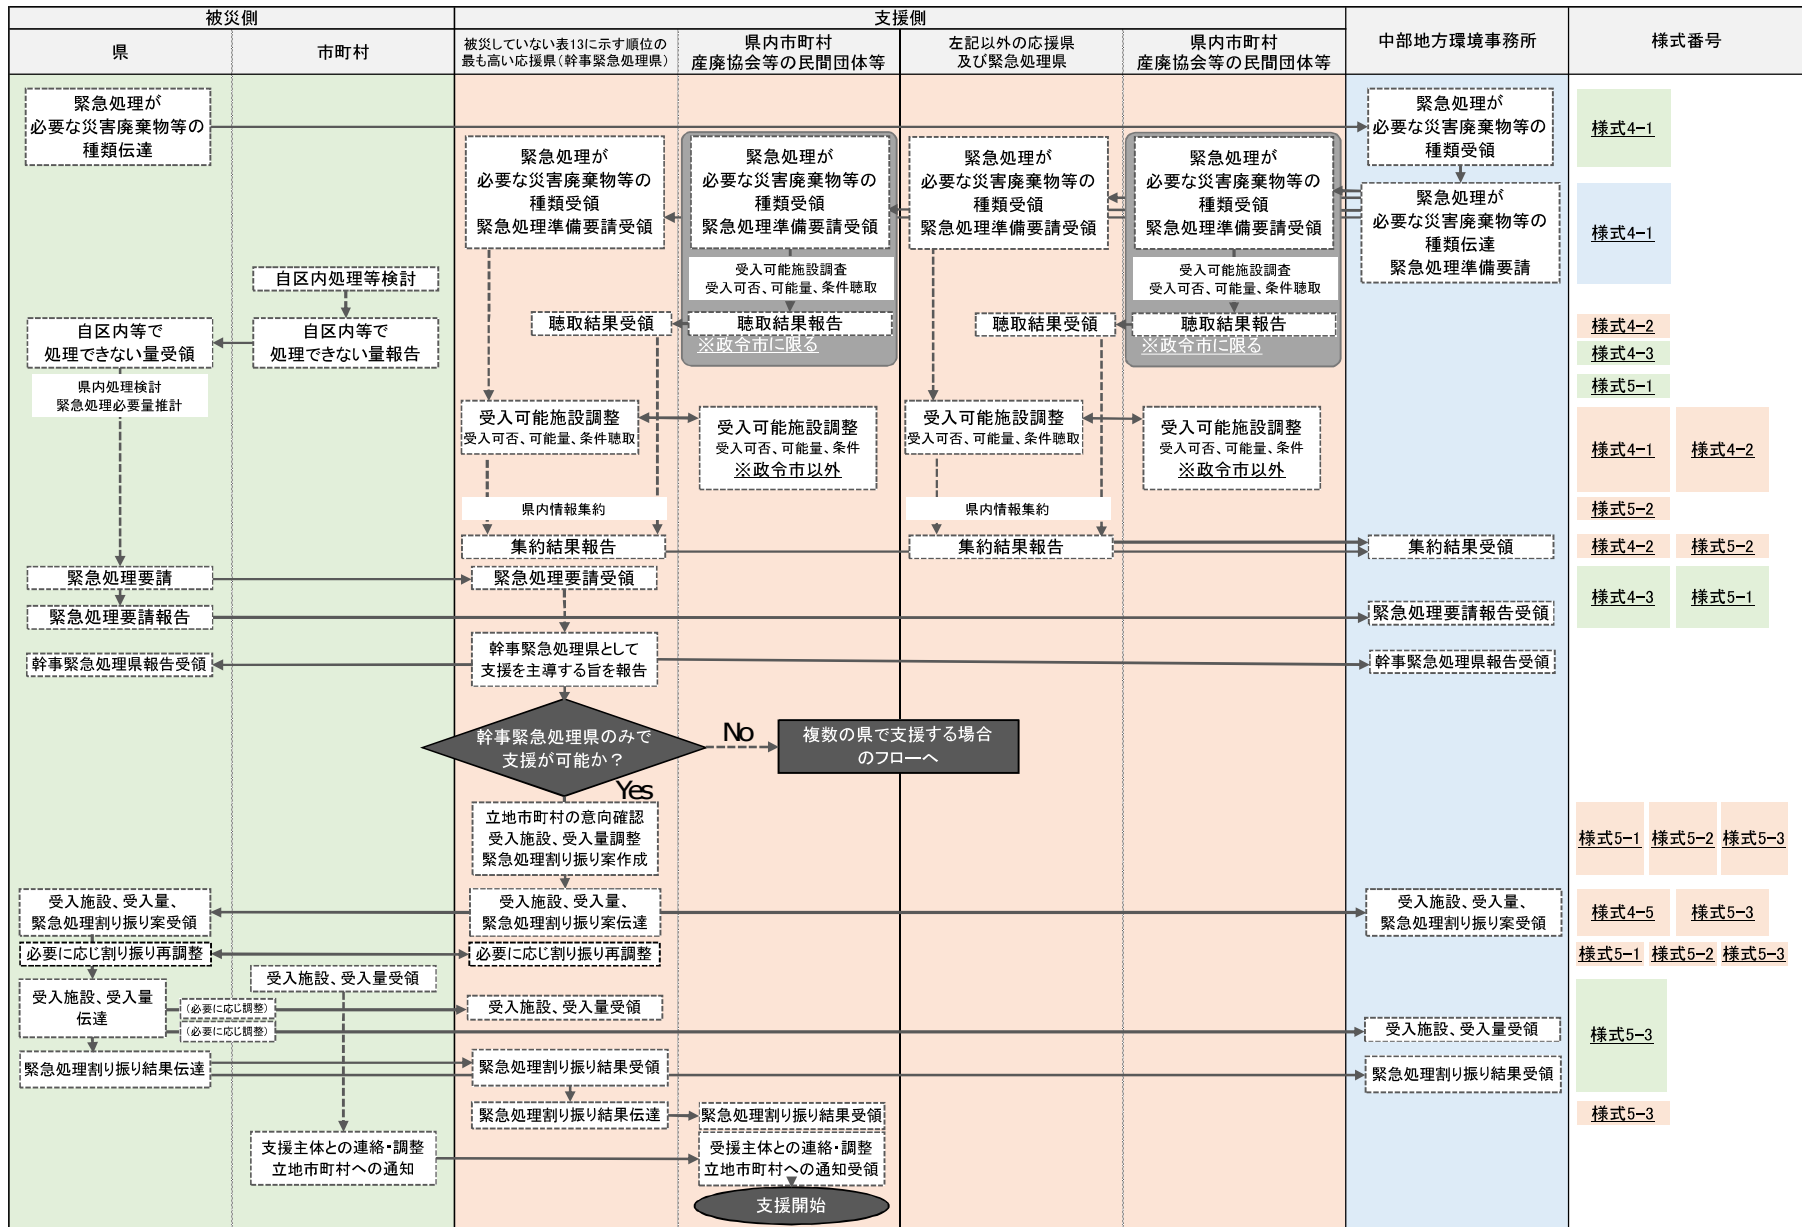 被災側
支援側
県
市町村
被災していない表13に示す順位の
最も高い応援県(幹事緊急処理県)
県内市町村
産廃協会等の民間団体等
左記以外の応援県
及び緊急処理県
県内市町村
産廃協会等の民間団体等
中部地方環境事務所
様式番号
緊急処理が
必要な災害廃棄物等の
種類伝達
緊急処理が
必要な災害廃棄物等の
種類受領
様式4-1
緊急処理が
必要な災害廃棄物等の
種類受領
緊急処理準備要請受領
緊急処理が
必要な災害廃棄物等の
種類受領
緊急処理準備要請受領
緊急処理が
必要な災害廃棄物等の
種類受領
緊急処理準備要請受領
緊急処理が
必要な災害廃棄物等の
種類受領
緊急処理準備要請受領
緊急処理が
必要な災害廃棄物等の
種類伝達
緊急処理準備要請
様式4-1
自区内処理等検討
受入可能施設調査
受入可否、可能量、条件聴取
受入可能施設調査
受入可否、可能量、条件聴取
自区内等で
処理できない量受領
自区内等で
処理できない量報告
聴取結果受領
聴取結果報告
※政令市に限る
聴取結果受領
聴取結果報告
※政令市に限る
様式4-2
様式4-3
県内処理検討
緊急処理必要量推計
様式5-1
受入可能施設調整
受入可否、可能量、条件聴取
受入可能施設調整
受入可否、可能量、条件
※政令市以外
受入可能施設調整
受入可否、可能量、条件聴取
受入可能施設調整
受入可否、可能量、条件
※政令市以外
様式4-1
様式4-2
県内情報集約
県内情報集約
様式5-2
集約結果報告
集約結果報告
集約結果受領
様式4-2
様式5-2
緊急処理要請
緊急処理要請受領
緊急処理要請報告
緊急処理要請報告受領
様式4-3
様式5-1
幹事緊急処理県報告受領
幹事緊急処理県として
支援を主導する旨を報告
幹事緊急処理県報告受領
幹事緊急処理県のみで
支援が可能か？
No
複数の県で支援する場合
のフローへ
Yes
立地市町村の意向確認
受入施設、受入量調整
緊急処理割り振り案作成
様式5-1
様式5-2
様式5-3
受入施設、受入量、
緊急処理割り振り案受領
受入施設、受入量、
緊急処理割り振り案伝達
受入施設、受入量、
緊急処理割り振り案受領
様式4-5
様式5-3
必要に応じ割り振り再調整
必要に応じ割り振り再調整
様式5-1
様式5-2
様式5-3
受入施設、受入量受領
受入施設、受入量
伝達
(必要に応じ調整)
(必要に応じ調整)
受入施設、受入量受領
受入施設、受入量受領
様式5-3
緊急処理割り振り結果伝達
緊急処理割り振り結果受領
緊急処理割り振り結果受領
緊急処理割り振り結果伝達
緊急処理割り振り結果受領
様式5-3
支援主体との連絡・調整
立地市町村への通知
受援主体との連絡・調整
立地市町村への通知受領
支援開始